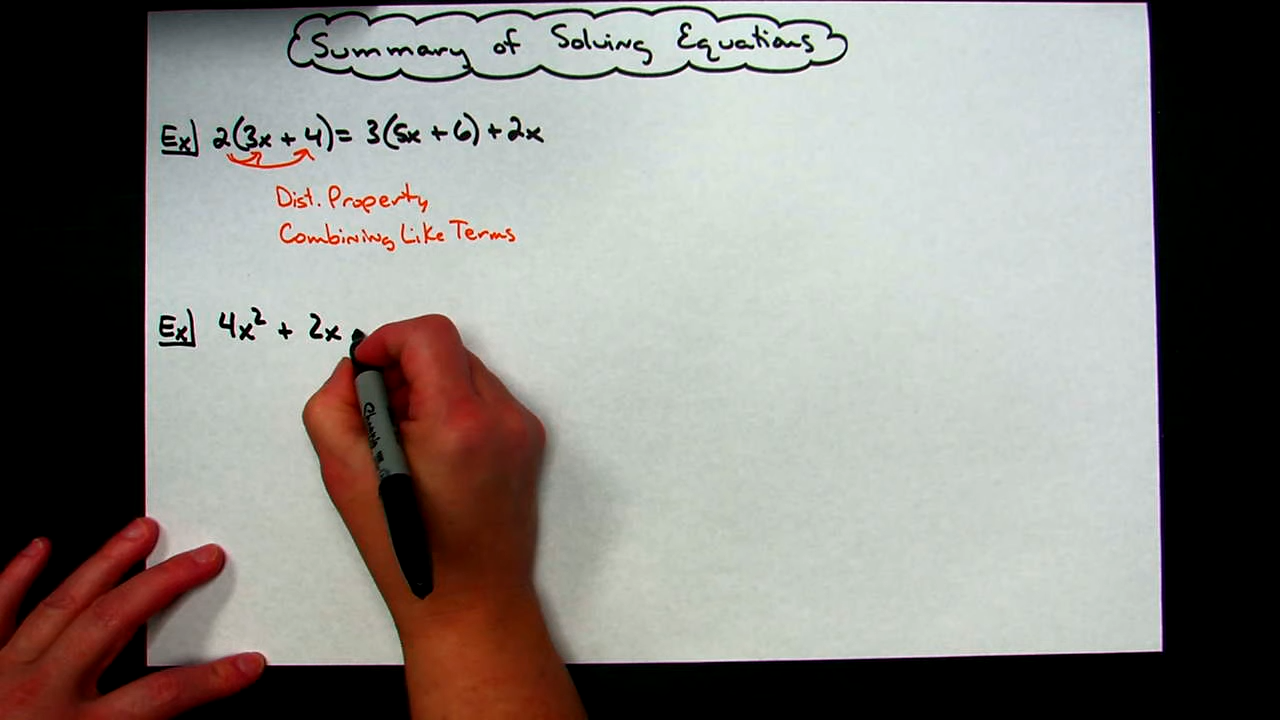 Summary of Solving Equations
Ex] 2(3x + 4) = 3(5x + 6) + 2x
Dist. Property
Combining Like Terms
Ex] 4x² + 2x
Sharpie